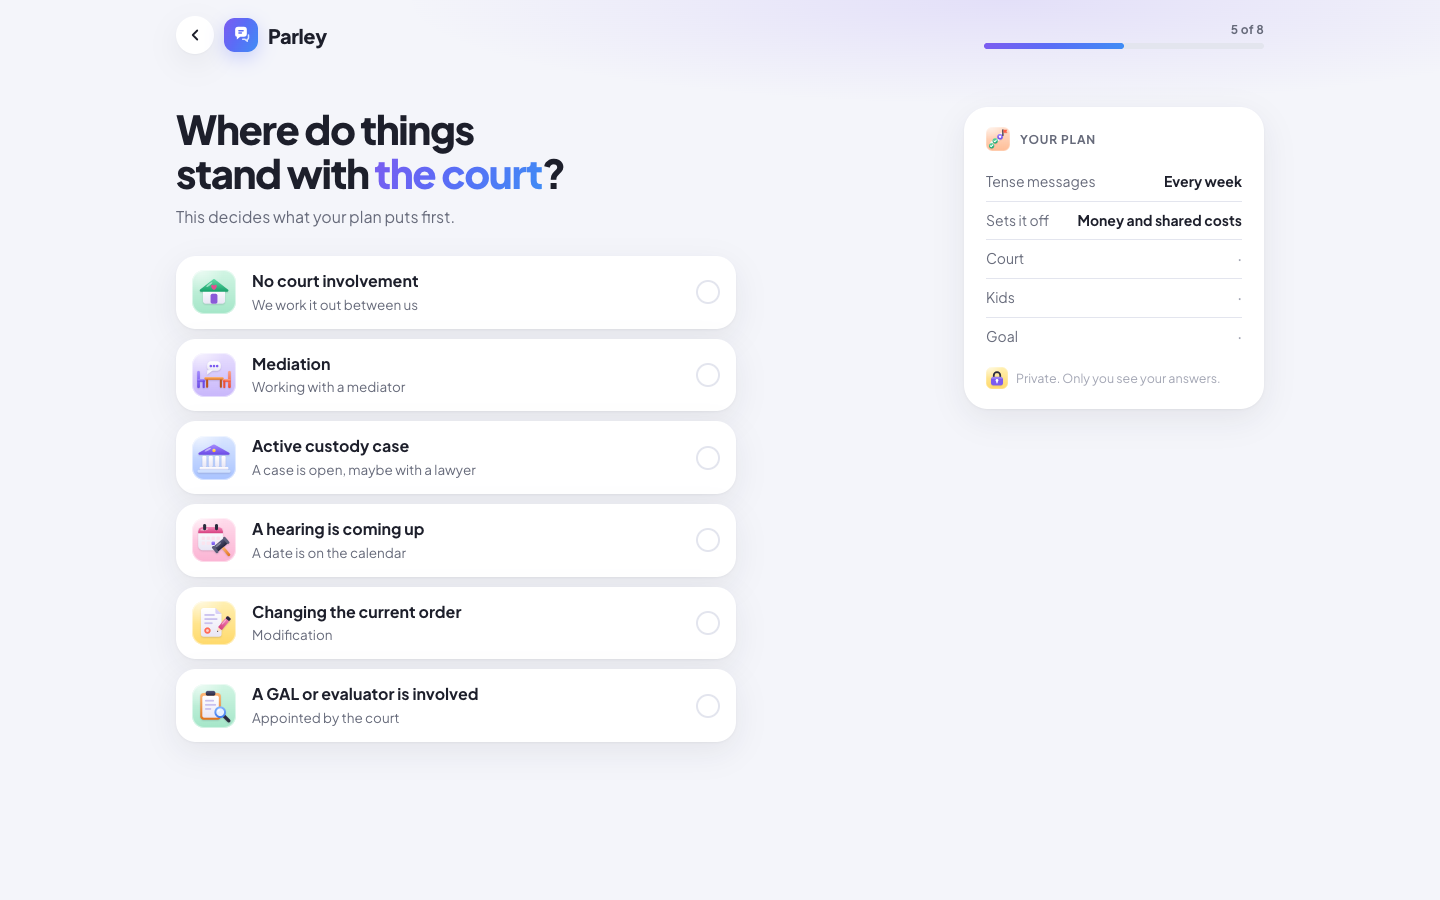 Parley
5 of 8
Where do things
stand with the court?
This decides what your plan puts first.
No court involvement
We work it out between us
Mediation
Working with a mediator
Active custody case
A case is open, maybe with a lawyer
A hearing is coming up
A date is on the calendar
Changing the current order
Modification
A GAL or evaluator is involved
Appointed by the court
YOUR PLAN
Tense messages Every week
Sets it off Money and shared costs
Court ·
Kids ·
Goal ·
Private. Only you see your answers.